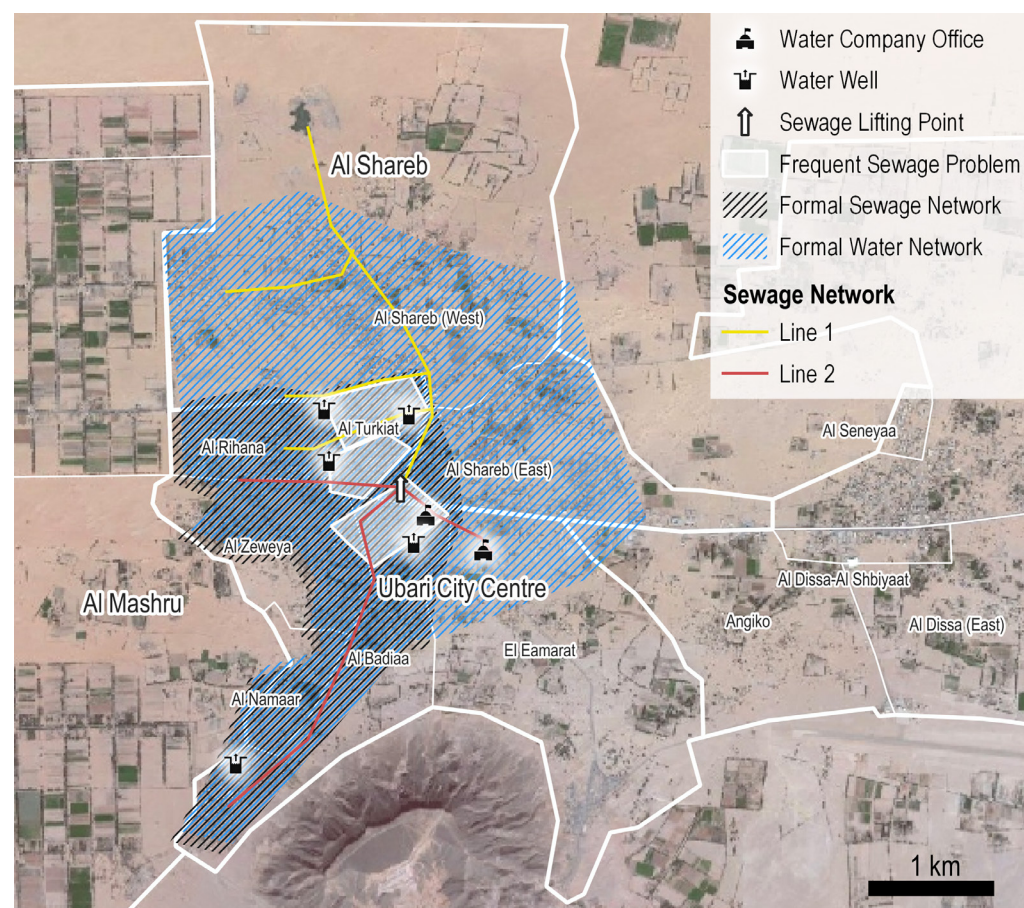 Water Company Office
Water Well
Sewage Lifting Point
Frequent Sewage Problem
Formal Sewage Network
Formal Water Network
Sewage Network
Line 1
Line 2
Al Shareb
Al Shareb (West)
Al Turkiat
Al Rihana
Al Seneyaa
Al Shareb (East)
Al Zeweya
Al Mashru
Ubari City Centre
Al Dissa-Al Shbiyaat
Angiko
Al Dissa (East)
El Eamarat
Al Badiaa
Al Namaar
1 km